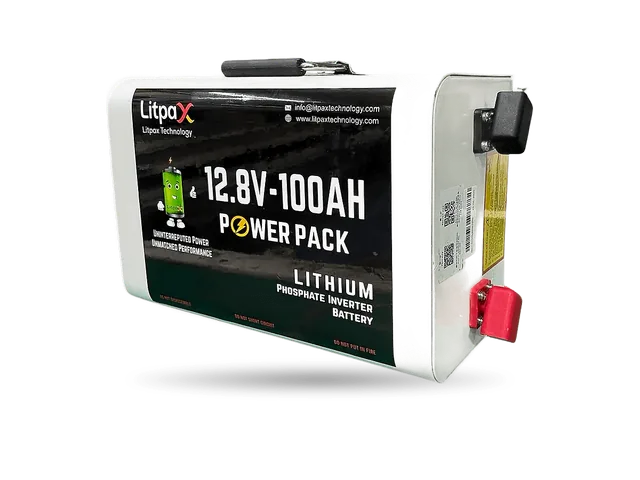 Litpax
Litpax Technology
info@litpaxtechnology.com
www.litpaxtechnology.com
12.8V-100AH
POWER PACK
UNINTERREPUTED POWER
UNMATCHED PERFORMANCE
LITHIUM
PHOSPHATE INVERTER
BATTERY
DO NOT SHORT CIRCUIT
DO NOT PUT IN FIRE